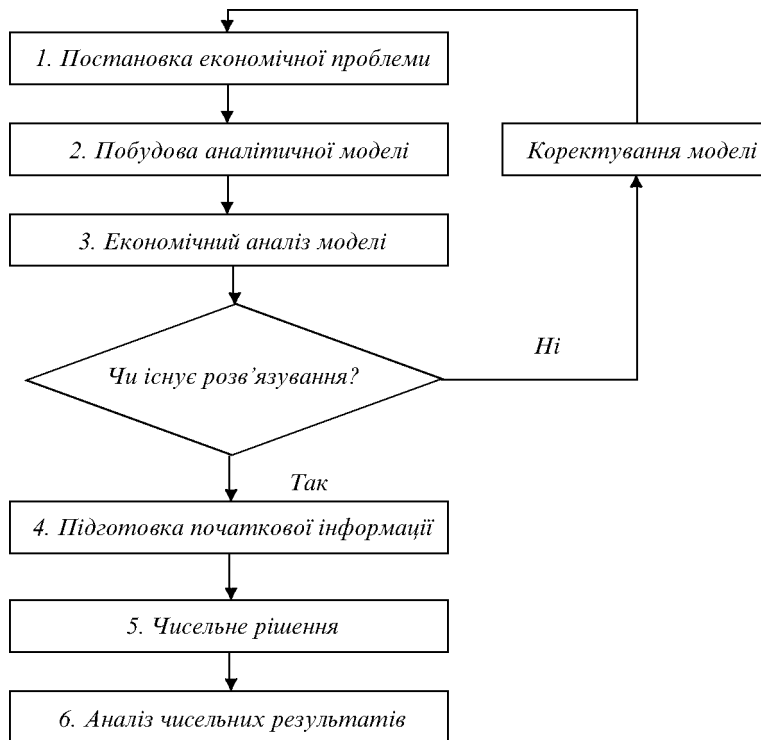 1. Постановка економічної проблеми
2. Побудова аналітичної моделі
Коректування моделі
3. Економічний аналіз моделі
Ні
Чи існує розв’язування?
Так
4. Підготовка початкової інформації
5. Чисельне рішення
6. Аналіз чисельних результатів